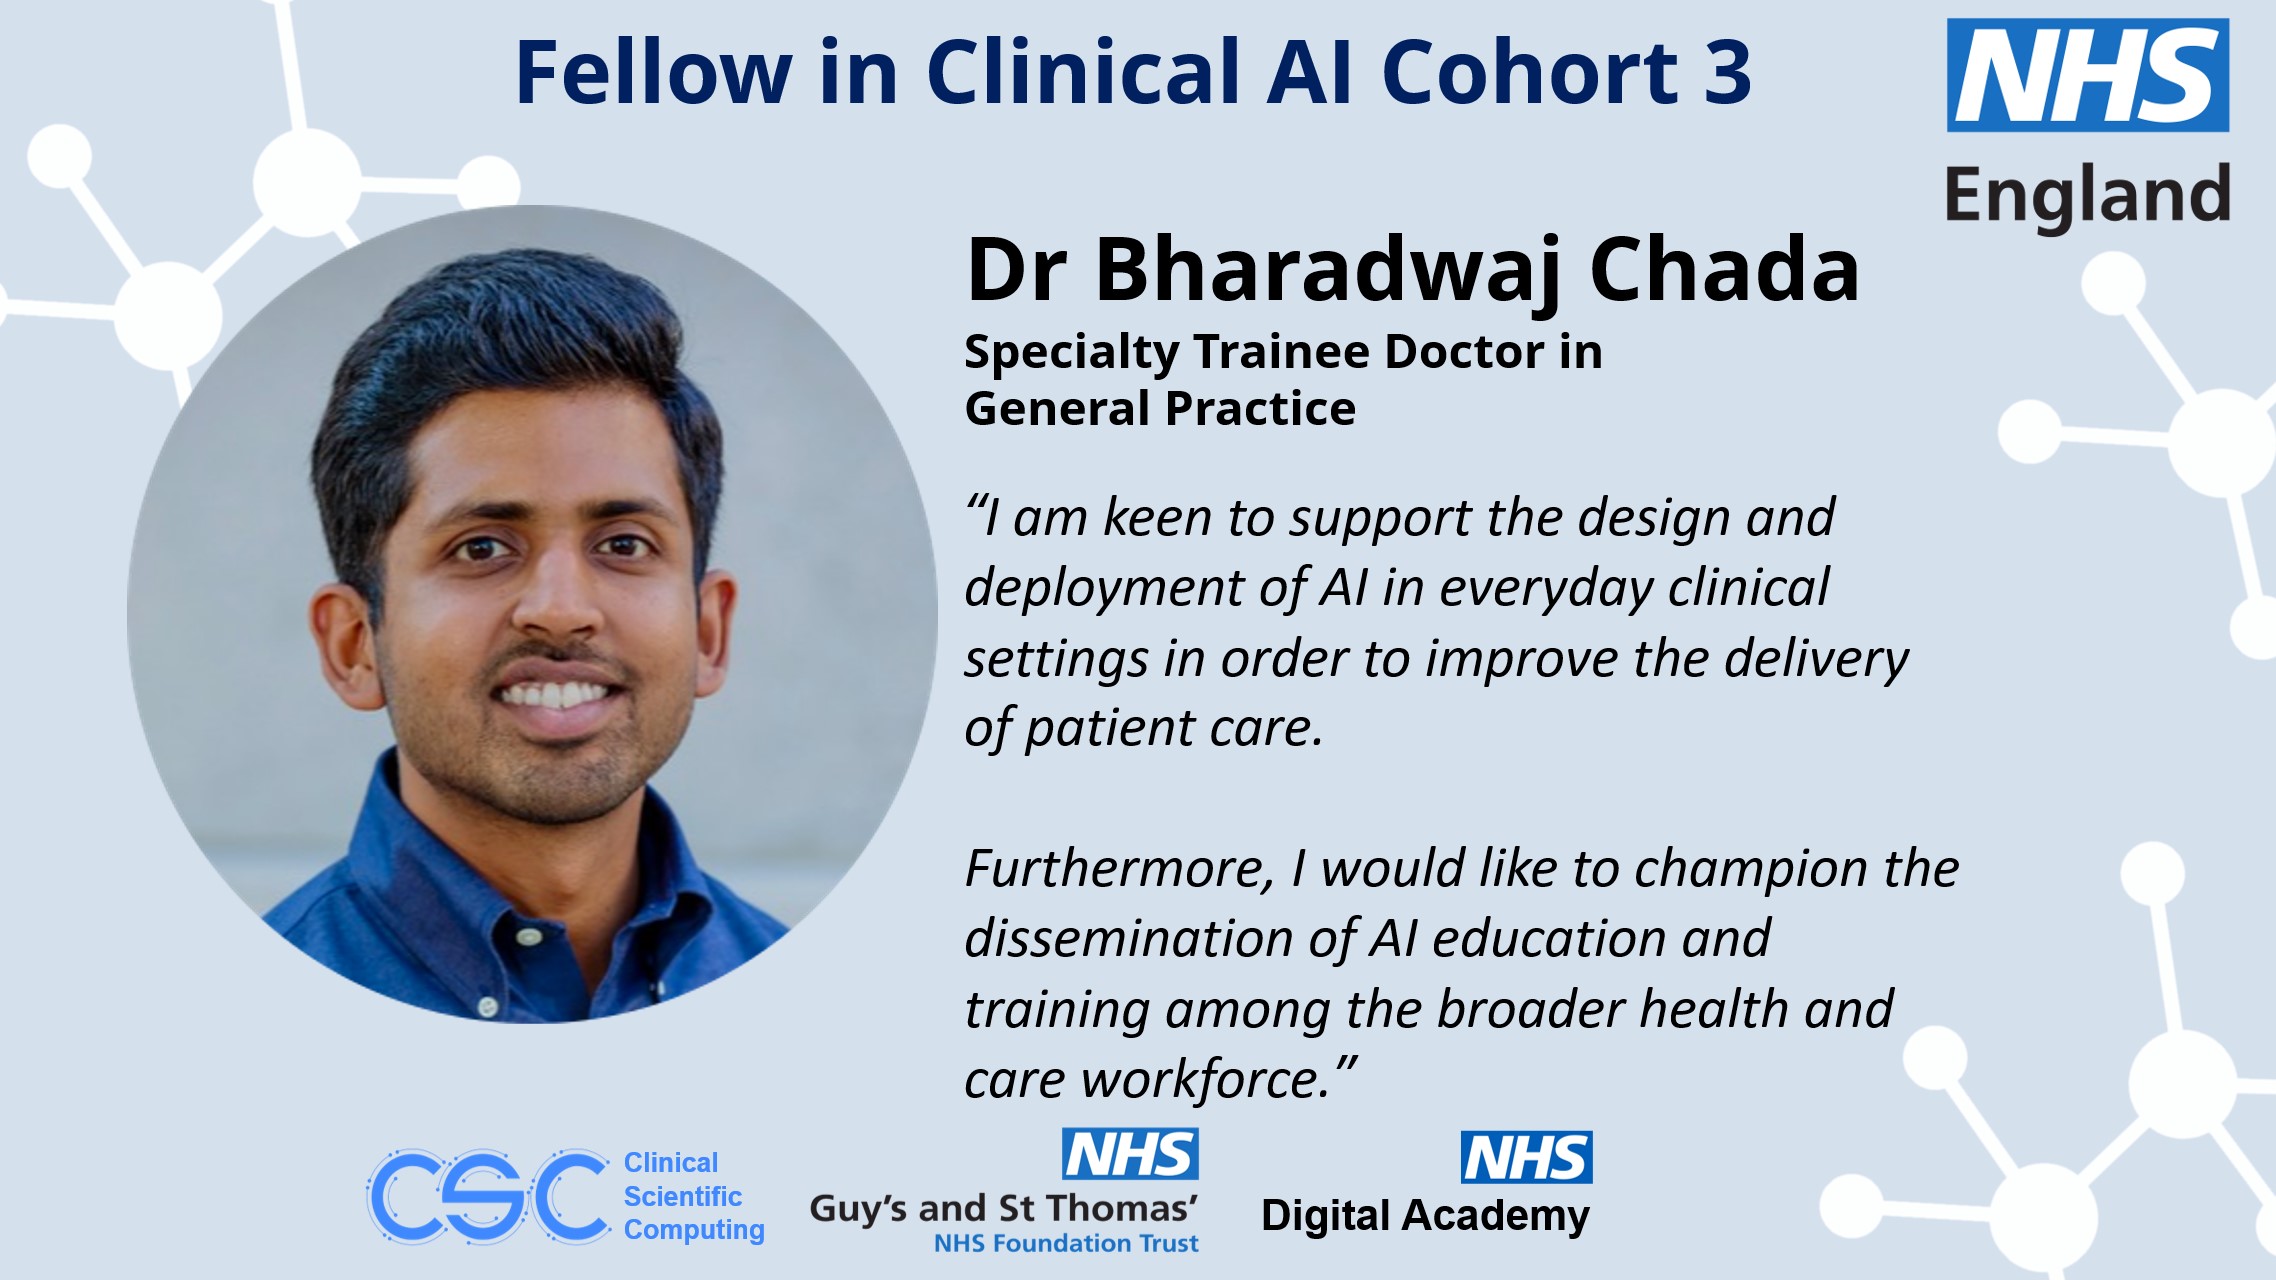 Fellow in Clinical AI Cohort 3
NHS
England
Dr Bharadwaj Chada
Specialty Trainee Doctor in
General Practice
“I am keen to support the design and
deployment of AI in everyday clinical
settings in order to improve the delivery
of patient care.
Furthermore, I would like to champion the
dissemination of AI education and
training among the broader health and
care workforce.”
CSC
Clinical
Scientific
Computing
NHS
Guy’s and St Thomas’
NHS Foundation Trust
NHS
Digital Academy